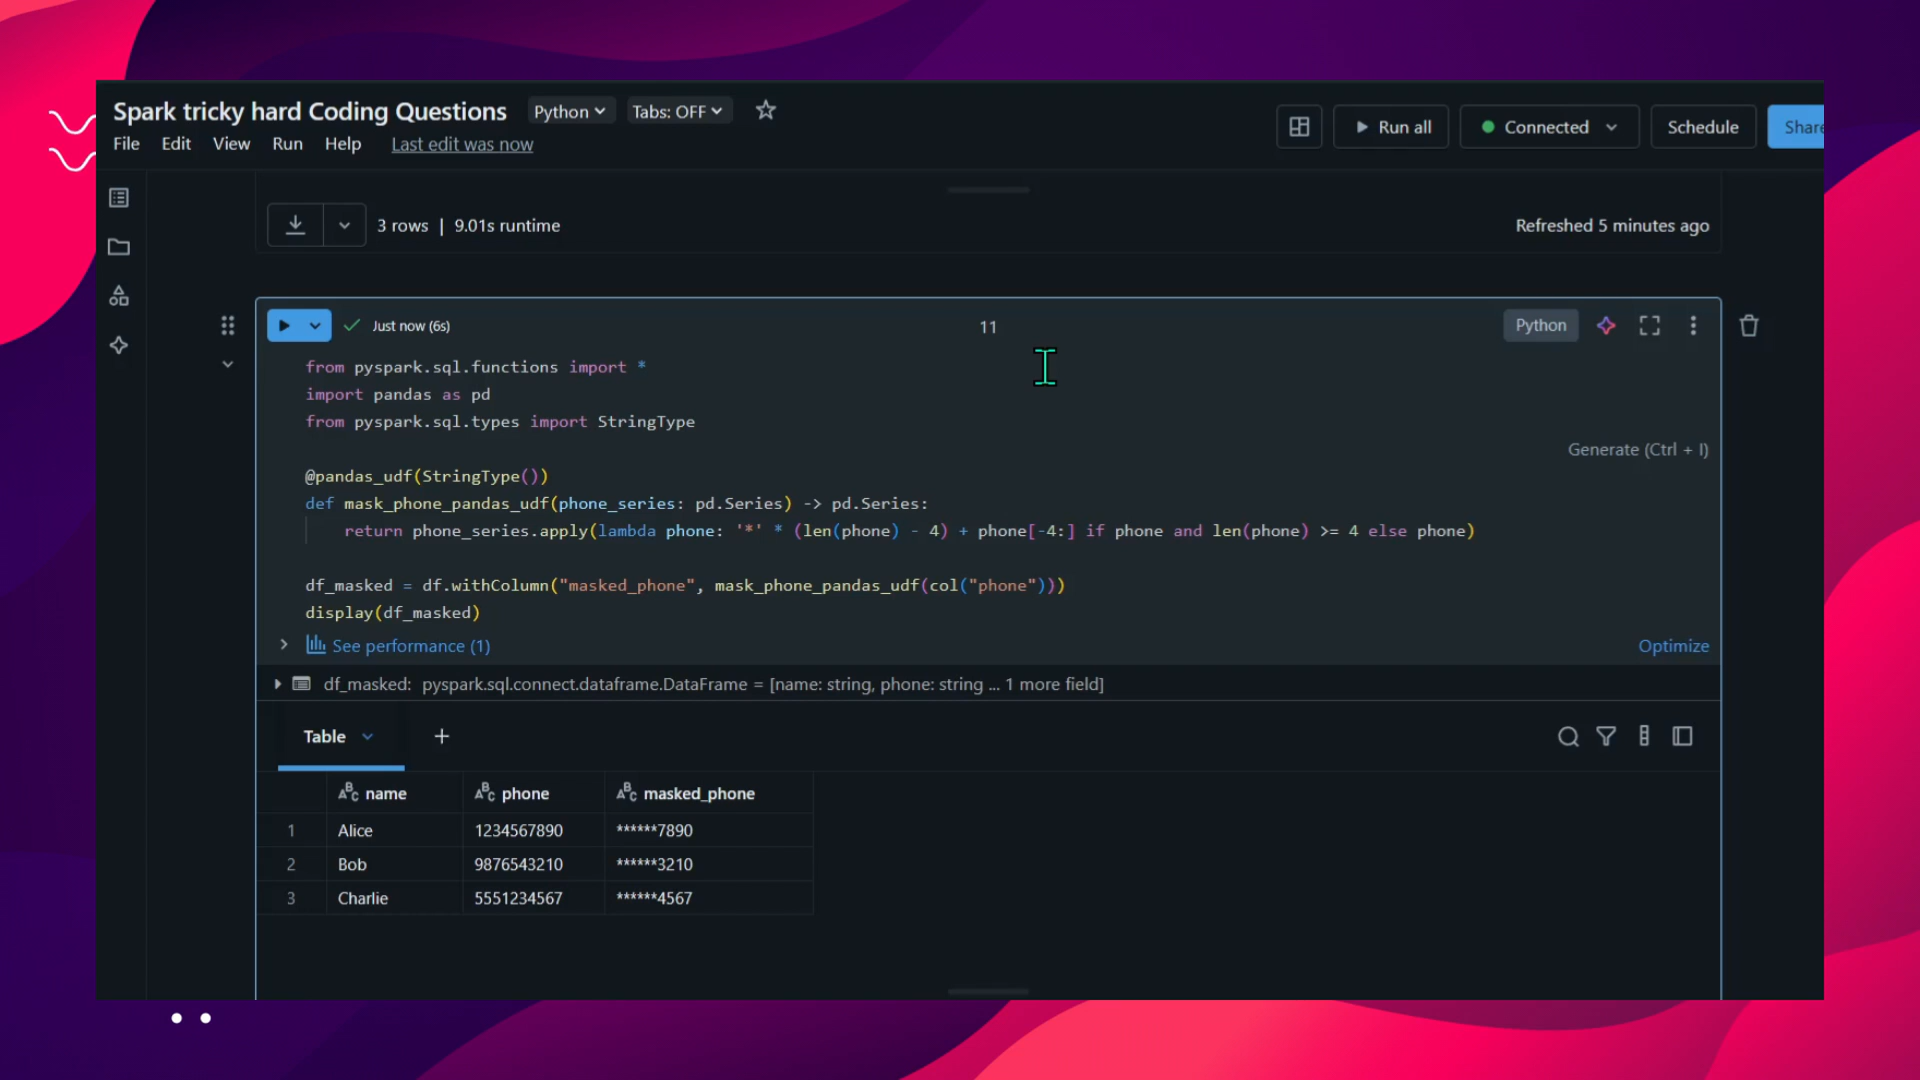 Spark tricky hard Coding Questions
Python
Tabs: OFF
File Edit View Run Help Last edit was now
Run all
Connected
Schedule
Share
3 rows | 9.01s runtime
Refreshed 5 minutes ago
Just now (6s)
11
Python
from pyspark.sql.functions import *
import pandas as pd
from pyspark.sql.types import StringType
Generate (Ctrl + I)
@pandas_udf(StringType())
def mask_phone_pandas_udf(phone_series: pd.Series) -> pd.Series:
    return phone_series.apply(lambda phone: '*' * (len(phone) - 4) + phone[-4:] if phone and len(phone) >= 4 else phone)
df_masked = df.withColumn("masked_phone", mask_phone_pandas_udf(col("phone")))
display(df_masked)
See performance (1)
Optimize
df_masked: pyspark.sql.connect.dataframe.DataFrame = [name: string, phone: string ... 1 more field]
Table +
name phone masked_phone
1 Alice 1234567890 ******7890
2 Bob 9876543210 ******3210
3 Charlie 5551234567 ******4567